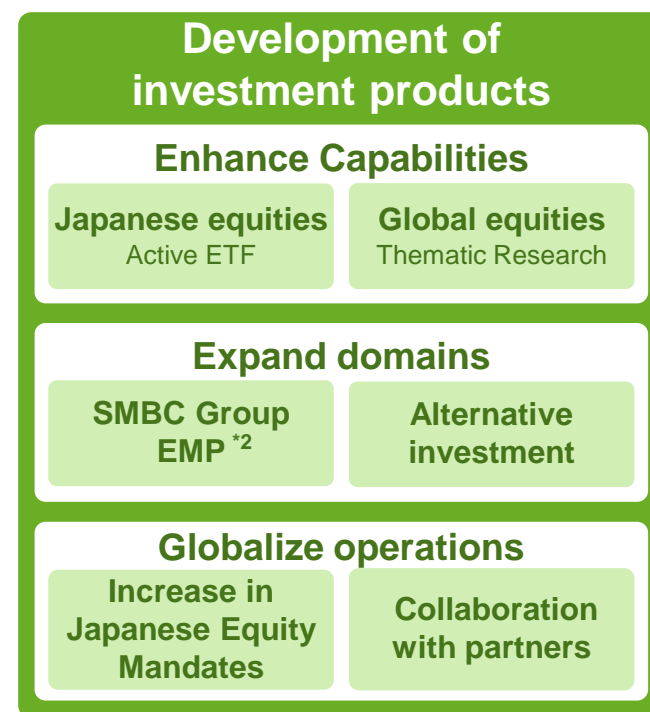 Development of
investment products
Enhance Capabilities
Japanese equities
Active ETF
Global equities
Thematic Research
Expand domains
SMBC Group
EMP *2
Alternative
investment
Globalize operations
Increase in
Japanese Equity
Mandates
Collaboration
with partners